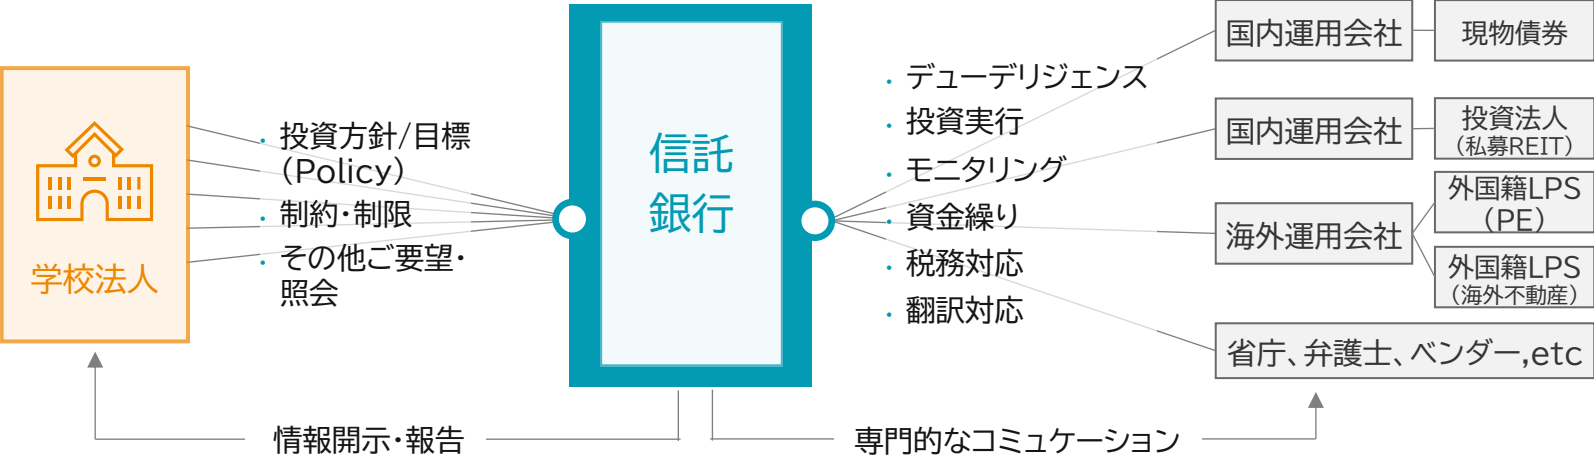 学校法人
・投資方針/目標
（Policy）
・制約・制限
・その他ご要望・
照会
信託
銀行
・デューデリジェンス
・投資実行
・モニタリング
・資金繰り
・税務対応
・翻訳対応
国内運用会社
現物債券
国内運用会社
投資法人
（私募REIT）
海外運用会社
外国籍LPS
（PE）
外国籍LPS
（海外不動産）
省庁、弁護士、ベンダー,etc
情報開示・報告
専門的なコミュケーション